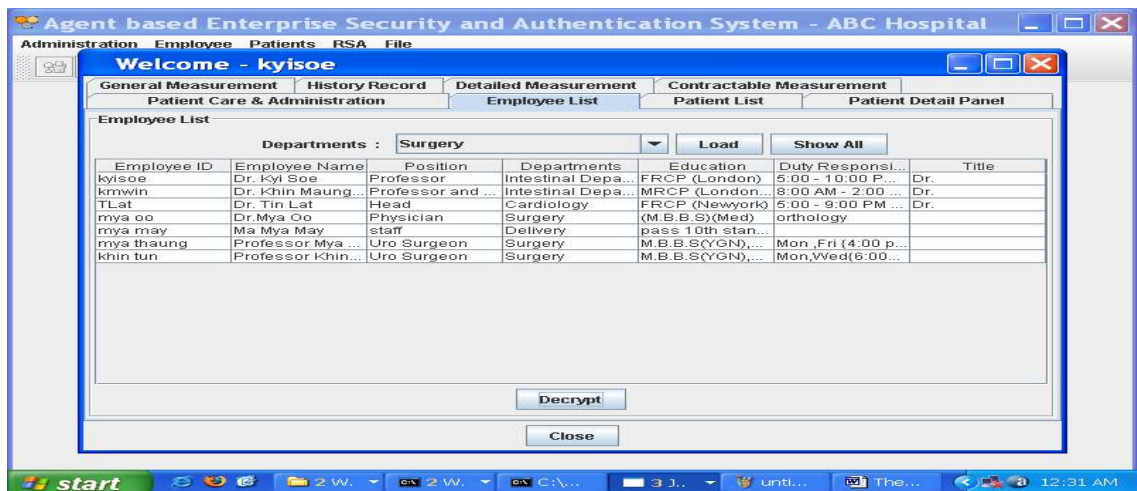 Agent based Enterprise Security and Authentication System - ABC Hospital
Administration Employee Patients RSA File
Welcome - kyisoe
General Measurement History Record Detailed Measurement Contractable Measurement
Patient Care & Administration Employee List Patient List Patient Detail Panel
Employee List
Departments : Surgery Load Show All
Employee ID Employee Name Position Departments Education Duty Responsi... Title
kyisoe Dr. Kyi Soe Professor Intestinal Depa... FRCP (London) 5:00 - 10:00 P... Dr.
kmwin Dr. Khin Maung... Professor and ... Intestinal Depa... MRCP (London... 8:00 AM - 2:00 ... Dr.
TLat Dr. Tin Lat Head Cardiology FRCP (Newyork) 5:00 - 9:00 PM ... Dr.
mya oo Dr.Mya Oo Physician Surgery (M.B.B.S)(Med) orthology
mya may Ma Mya May staff Delivery pass 10th stan...
mya thaung Professor Mya ... Uro Surgeon Surgery M.B.B.S(YGN),... Mon ,Fri (4:00 p...
khin tun Professor Khin... Uro Surgeon Surgery M.B.B.S(YGN),... Mon,Wed(6:00...
Decrypt
Close
start 2 W. 2 W. C:\... 3 J.. unti... The... 12:31 AM